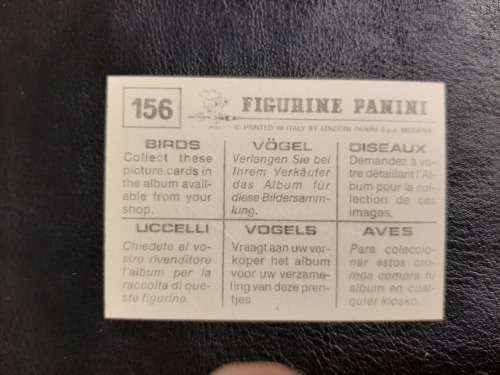 156
FIGURINE PANINI
© PRINTED IN ITALY BY EDIZIONI PANINI S.p.A. MODENA
BIRDS
Collect these
picture cards in
the album avail-
able from your
shop.
VÖGEL
Verlangen Sie bei
Ihrem Verkäufer
das Album für
diese Bildersamm-
lung.
OISEAUX
Demandez à vo-
tre détaillant l'Al-
bum pour la col-
lection de ces
images.
UCCELLI
Chiedete al vo-
stro rivenditore
l'album per la
raccolta di que-
ste figurine.
VOGELS
Vraagt aan uw ver-
koper het album
voor uw verzame-
ling van deze pren-
tjes.
AVES
Para coleccio-
nar estos cro-
mos compra tu
album en cual-
quier kiosko.